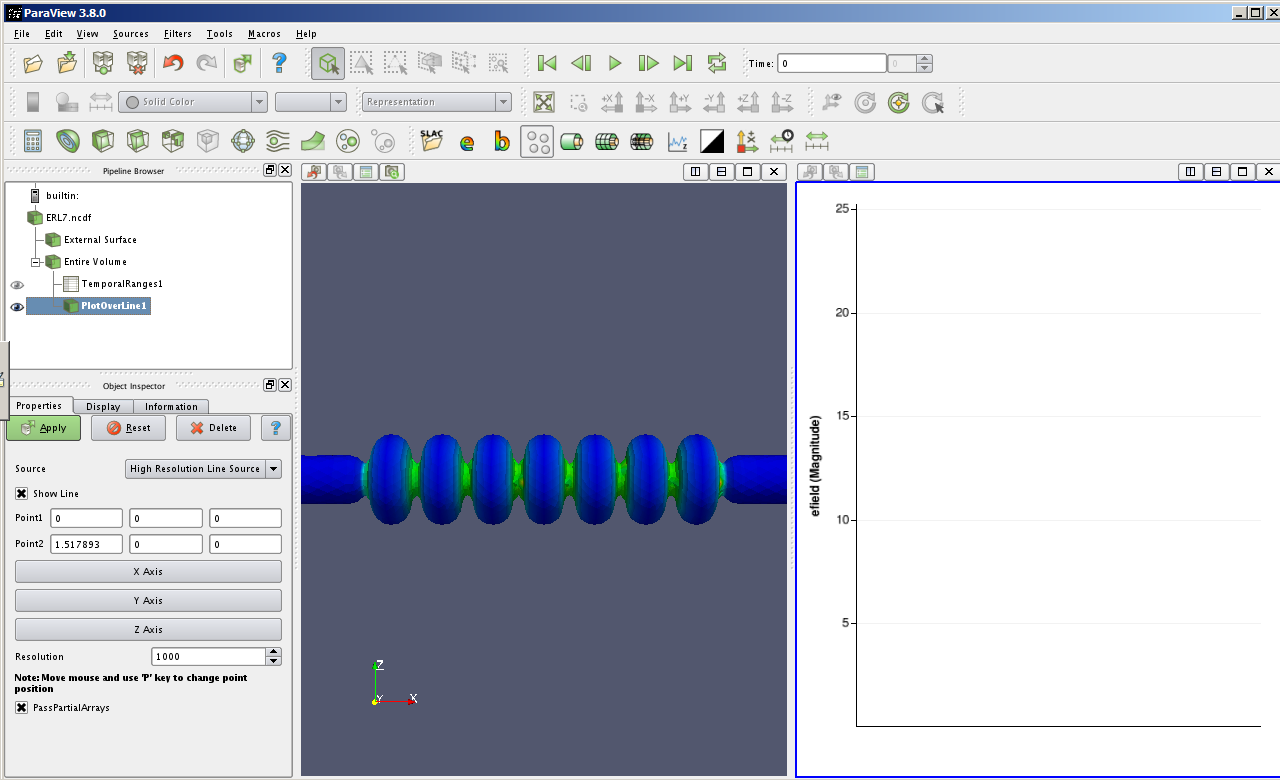 ParaView 3.8.0
File Edit View Sources Filters Tools Macros Help
Time: 0 0
Solid Color Representation
+X -X +Y -Y +Z -Z
SLAC e b
Pipeline Browser
builtin:
ERL7.ncdf
External Surface
Entire Volume
TemporalRanges1
PlotOverLine1
Object Inspector
Properties Display Information
Apply Reset Delete ?
Source High Resolution Line Source
Show Line
Point1 0 0 0
Point2 1.517893 0 0
X Axis
Y Axis
Z Axis
Resolution 1000
Note: Move mouse and use 'P' key to change point
position
PassPartialArrays
Z
Y X
25
20
15
10
5
efield (Magnitude)